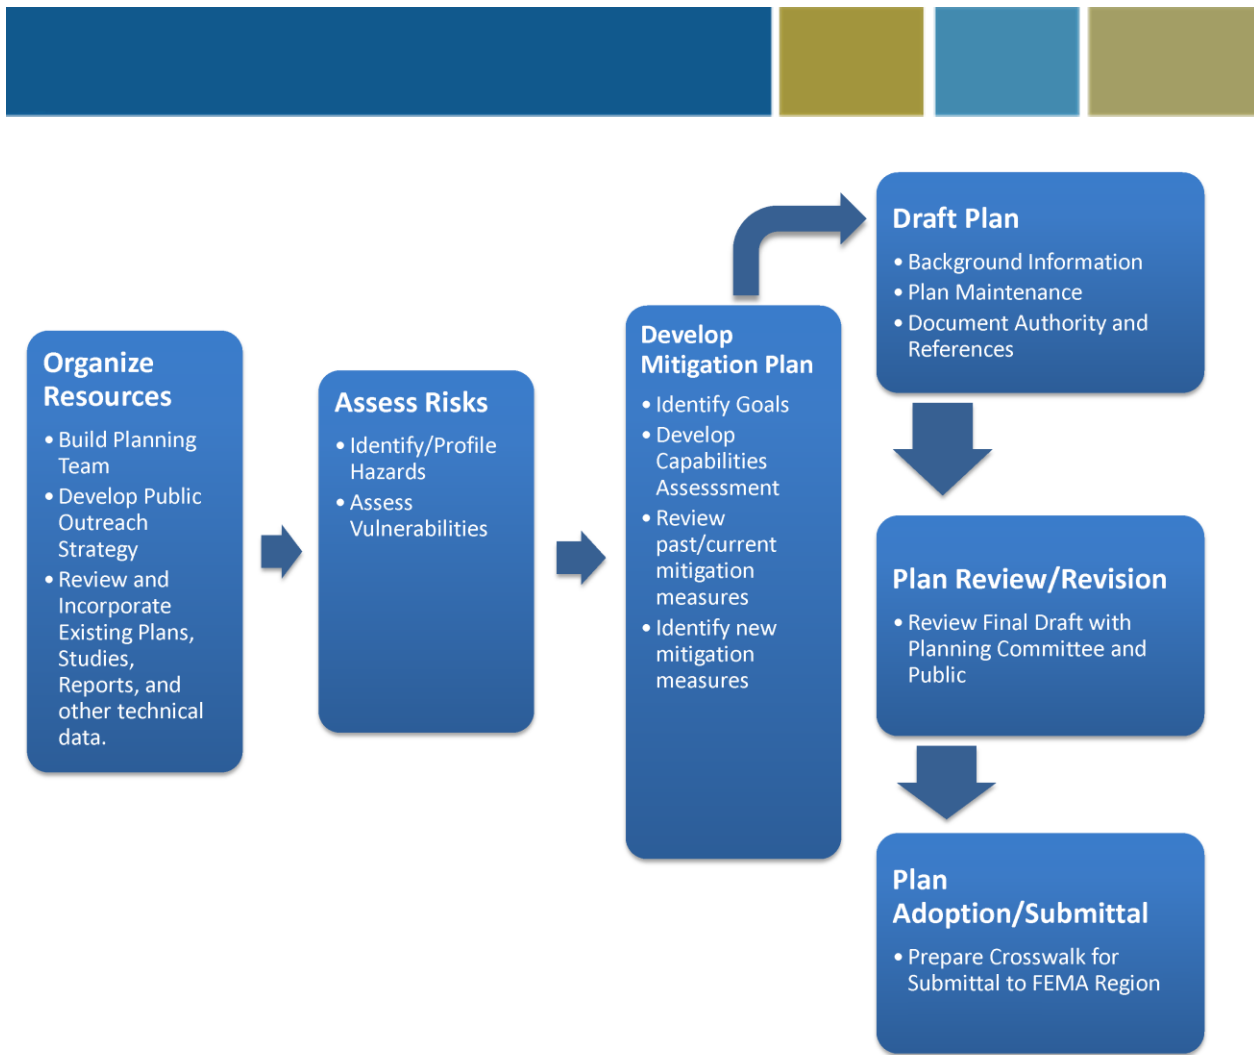 Organize
Resources
• Build Planning
Team
• Develop Public
Outreach
Strategy
• Review and
Incorporate
Existing Plans,
Studies,
Reports, and
other technical
data.
Assess Risks
• Identify/Profile
Hazards
• Assess
Vulnerabilities
Develop
Mitigation Plan
• Identify Goals
• Develop
Capabilities
Assesssment
• Review
past/current
mitigation
measures
• Identify new
mitigation
measures
Draft Plan
• Background Information
• Plan Maintenance
• Document Authority and
References
Plan Review/Revision
• Review Final Draft with
Planning Committee and
Public
Plan
Adoption/Submittal
• Prepare Crosswalk for
Submittal to FEMA Region